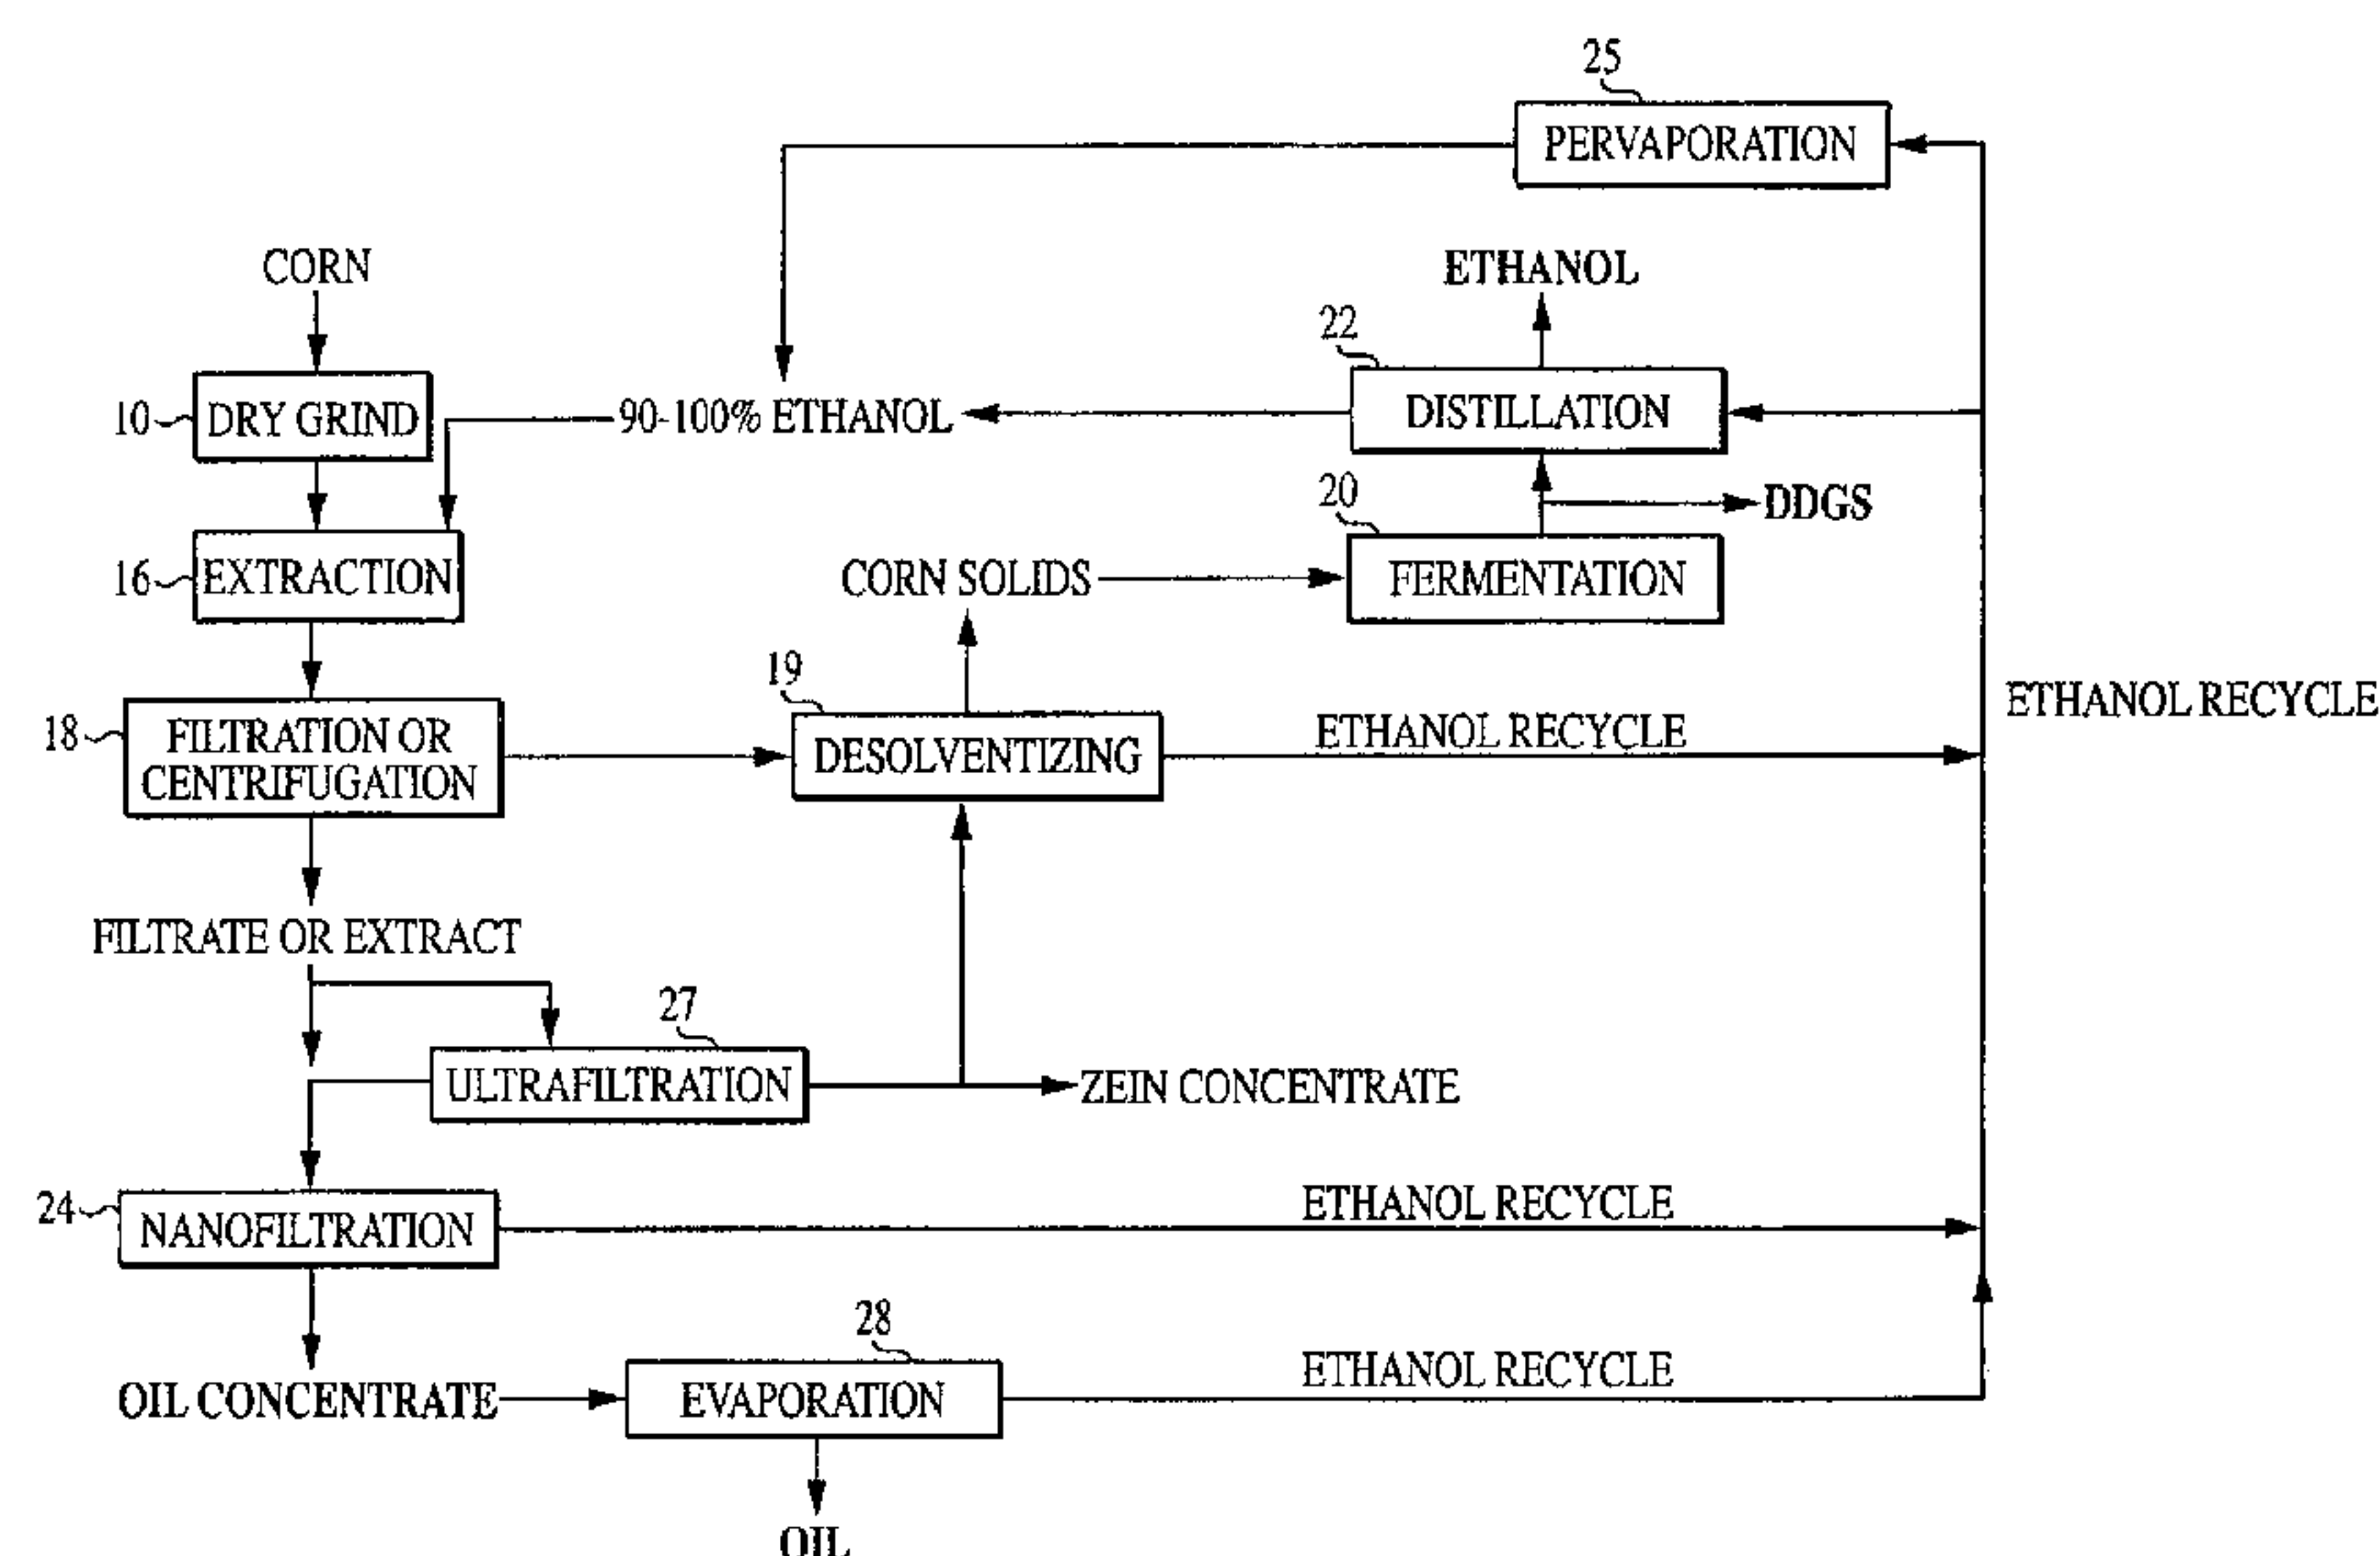 25
PERVAPORATION
CORN
ETHANOL
22
10
DRY GRIND
90-100% ETHANOL
DISTILLATION
20
DDGS
16
EXTRACTION
CORN SOLIDS
FERMENTATION
19
ETHANOL RECYCLE
18
FILTRATION OR
CENTRIFUGATION
DESOLVENTIZING
ETHANOL RECYCLE
FILTRATE OR EXTRACT
27
ULTRAFILTRATION
ZEIN CONCENTRATE
24
NANOFILTRATION
ETHANOL RECYCLE
28
OIL CONCENTRATE
EVAPORATION
ETHANOL RECYCLE
OIL